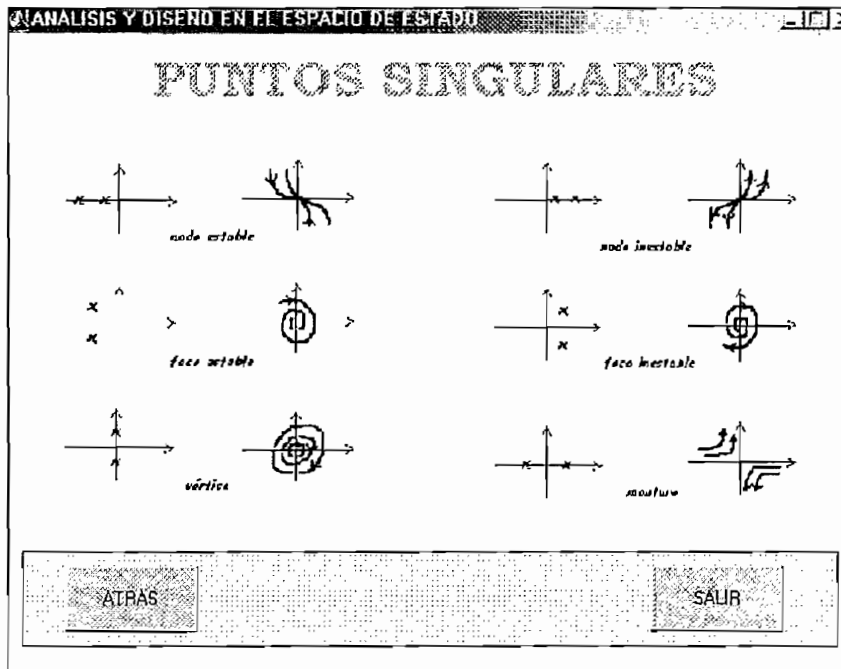 ANALISIS Y DISEÑO EN EL ESPACIO DE ESTADO
PUNTOS SINGULARES
nodo estable
nodo inestable
foco estable
foco inestable
vórtice
montura
ATRAS
SALIR